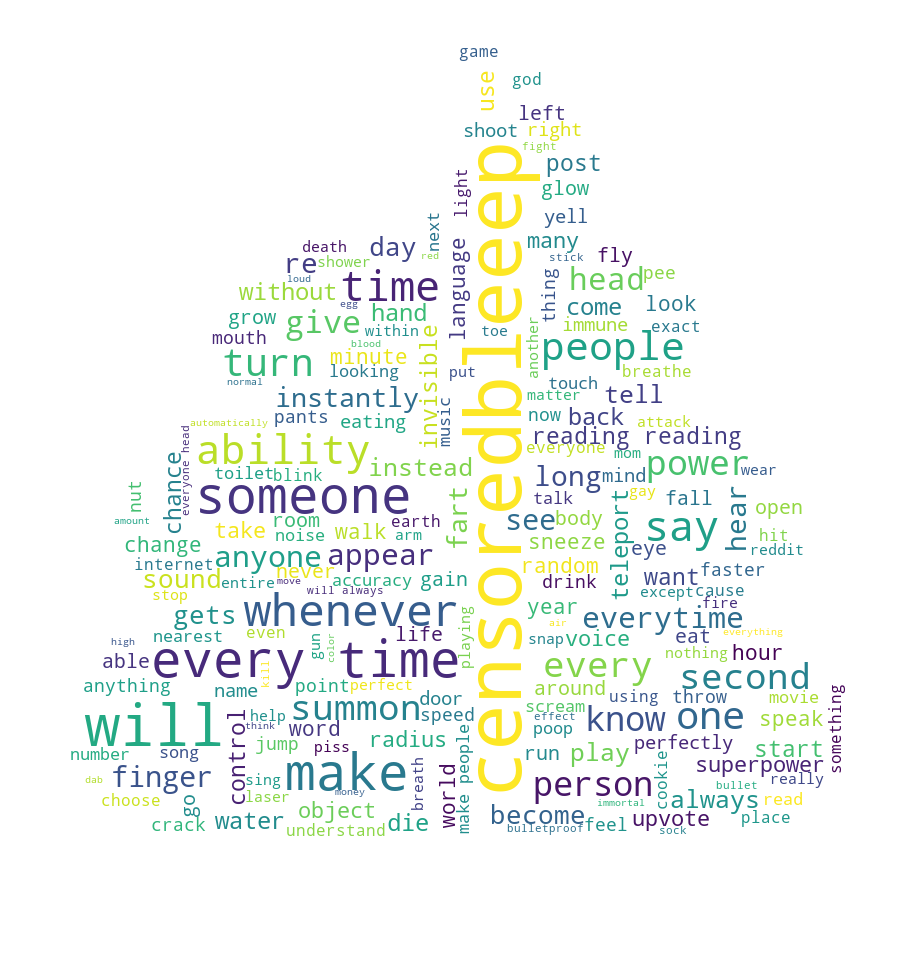 game
god
use
left
shoot
right
fight
censoredbleeep
post
light
glow
yell
next
many
death
day
red
language
stick
fly
re
shower
loud
time
thing
head
pee
without
egg
hand
come
look
grow
give
within
toe
immune
exact
mouth
blood
invisible
another
people
turn
minute
looking
put
breathe
normal
touch
instantly
music
matter
tell
automatically
pants
eating
now
back
attack
everyone head
ability
reading reading
everyone
mom
chance
toilet
blink
instead
long
mind
power
wear
nut
someone
fart
talk
gay
fall
hear
open
amount
room
earth
see
body
teleport
say
take
noise
walk
arm
sneeze
eye
hit
change
anyone
appear
reddit
internet
never
random
want
faster
sound
entire
move
accuracy
gain
drink
except
cause
stop
will always
year
fire
gets
whenever
playing
everytime
air
nearest
even
gun
color
life
snap
voice
eat
everything
high
able
every time
every
nothing
hour
anything
name
kill
point
perfect
door
around
second
movie
using
throw
something
will
control
help
summon
speed
scream
effect
know
one
speak
think
word
poop
number
song
jump
piss
radius
run
play
perfectly
start
dab
finger
sing
make
breath
world
make people
person
cookie
superpower
really
laser
money
bullet
choose
go
object
immortal
always
read
crack
water
understand
die
become
bulletproof
feel
upvote
sock
place